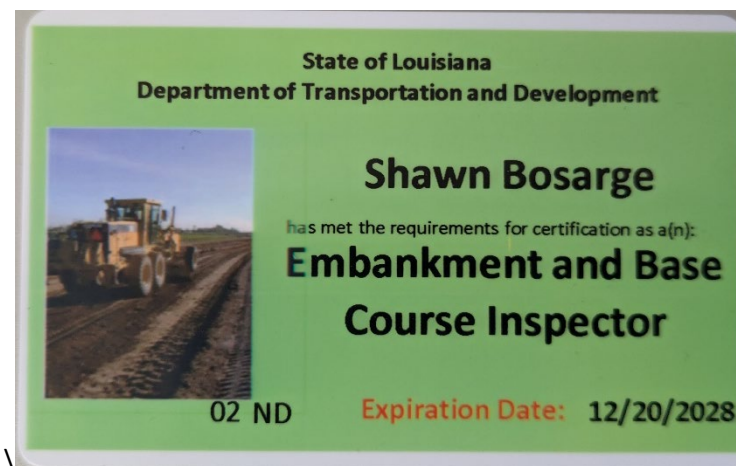 State of Louisiana
Department of Transportation and Development
Shawn Bosarge
has met the requirements for certification as a(n):
Embankment and Base
Course Inspector
02 ND
Expiration Date: 12/20/2028
\